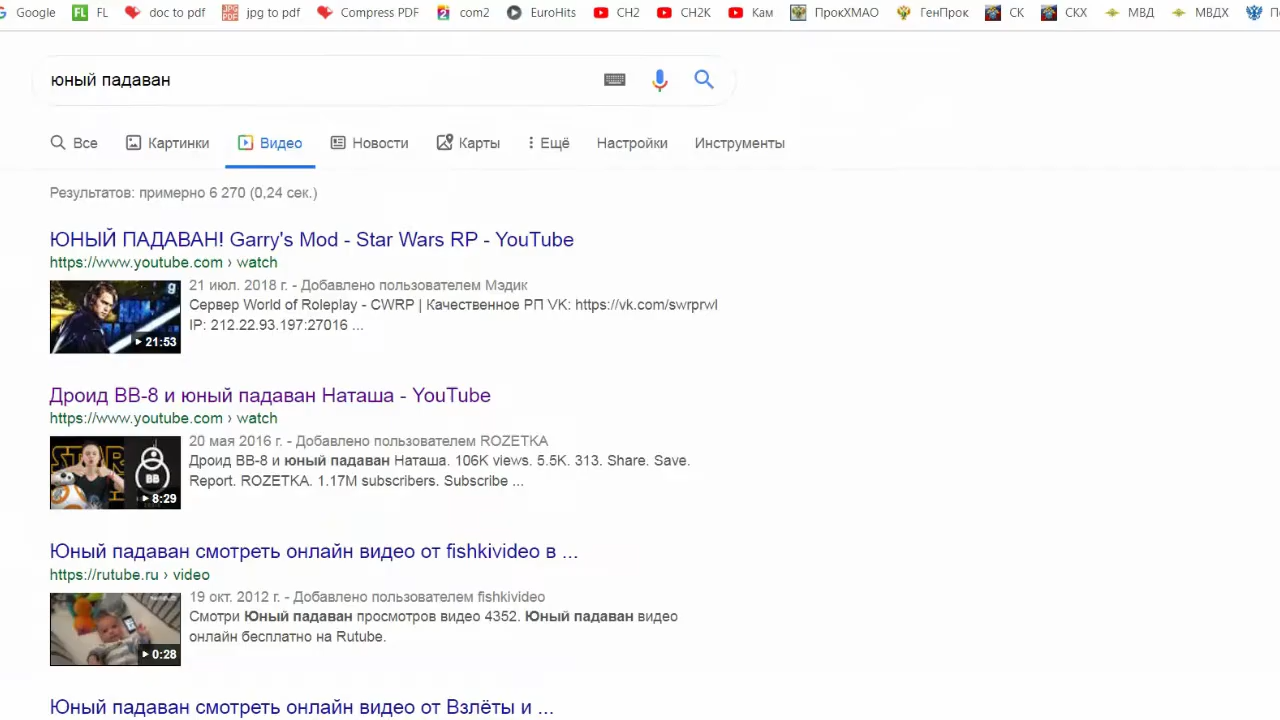 Google FL doc to pdf jpg to pdf Compress PDF com2 EuroHits CH2 CH2K Кам ПрокХМАО ГенПрок СК СКХ МВД МВДХ
юный падаван
Все Картинки Видео Новости Карты Ещё Настройки Инструменты
Результатов: примерно 6 270 (0,24 сек.)
ЮНЫЙ ПАДАВАН! Garry's Mod - Star Wars RP - YouTube
https://www.youtube.com › watch
21 июл. 2018 г. - Добавлено пользователем Мэдик
Сервер World of Roleplay - CWRP | Качественное РП VK: https://vk.com/swrprwl
IP: 212.22.93.197:27016 ...
21:53
Дроид BB-8 и юный падаван Наташа - YouTube
https://www.youtube.com › watch
20 мая 2016 г. - Добавлено пользователем ROZETKA
Дроид BB-8 и юный падаван Наташа. 106K views. 5.5K. 313. Share. Save.
Report. ROZETKA. 1.17M subscribers. Subscribe ...
BB
8:29
Юный падаван смотреть онлайн видео от fishkivideo в ...
https://rutube.ru › video
19 окт. 2012 г. - Добавлено пользователем fishkivideo
Смотри Юный падаван просмотров видео 4352. Юный падаван видео
онлайн бесплатно на Rutube.
0:28
Юный падаван смотреть онлайн видео от Взлёты и ...